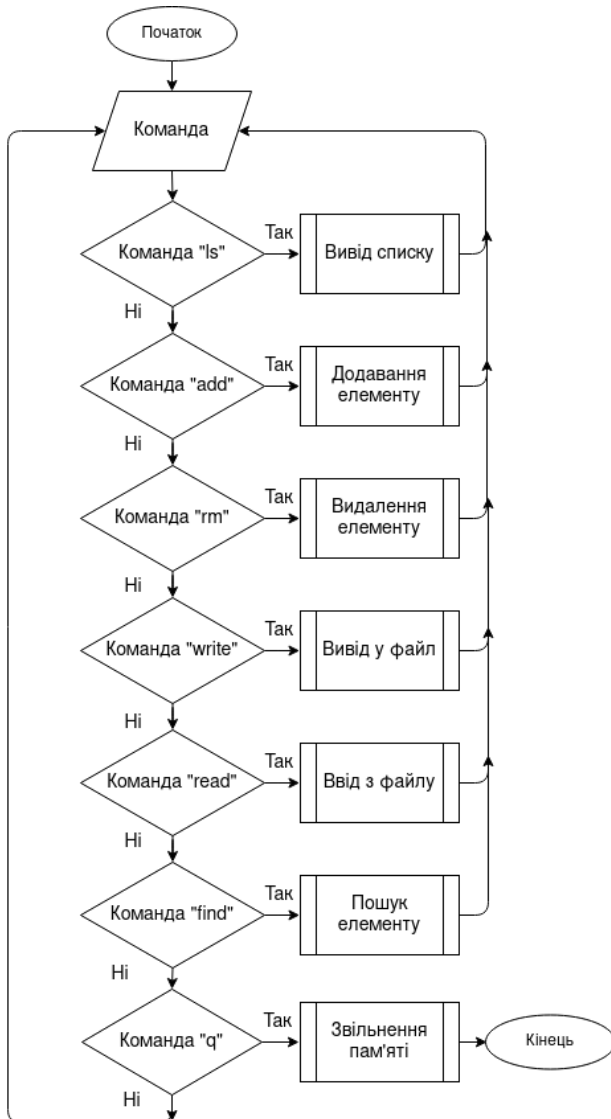 Початок
Команда
Команда "ls"
Так
Вивід списку
Ні
Команда "add"
Так
Додавання
елементу
Ні
Команда "rm"
Так
Видалення
елементу
Ні
Команда "write"
Так
Вивід у файл
Ні
Команда "read"
Так
Ввід з файлу
Ні
Команда "find"
Так
Пошук
елементу
Ні
Команда "q"
Так
Звільнення
пам'яті
Кінець
Ні